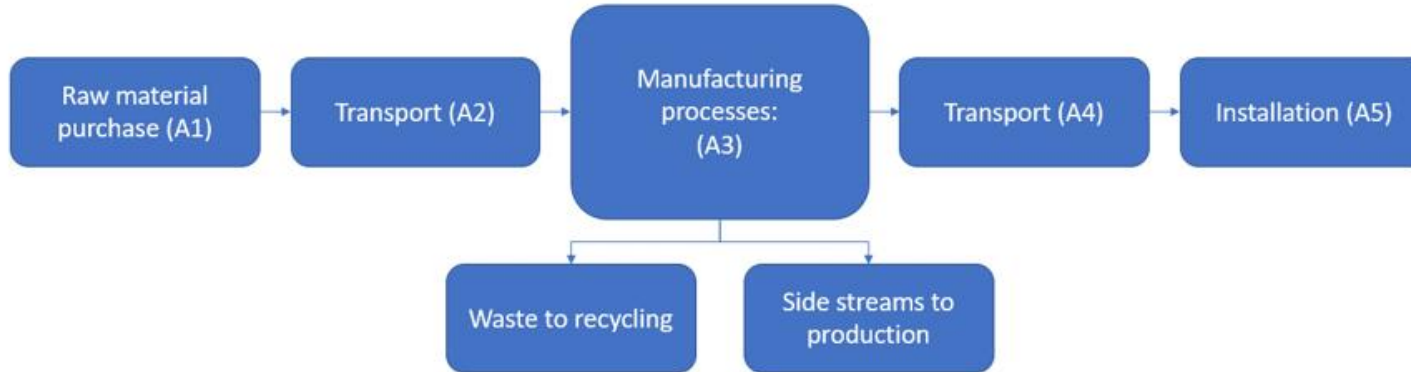 Raw material
purchase (A1)
Transport (A2)
Manufacturing
processes:
(A3)
Transport (A4)
Installation (A5)
Waste to recycling
Side streams to
production